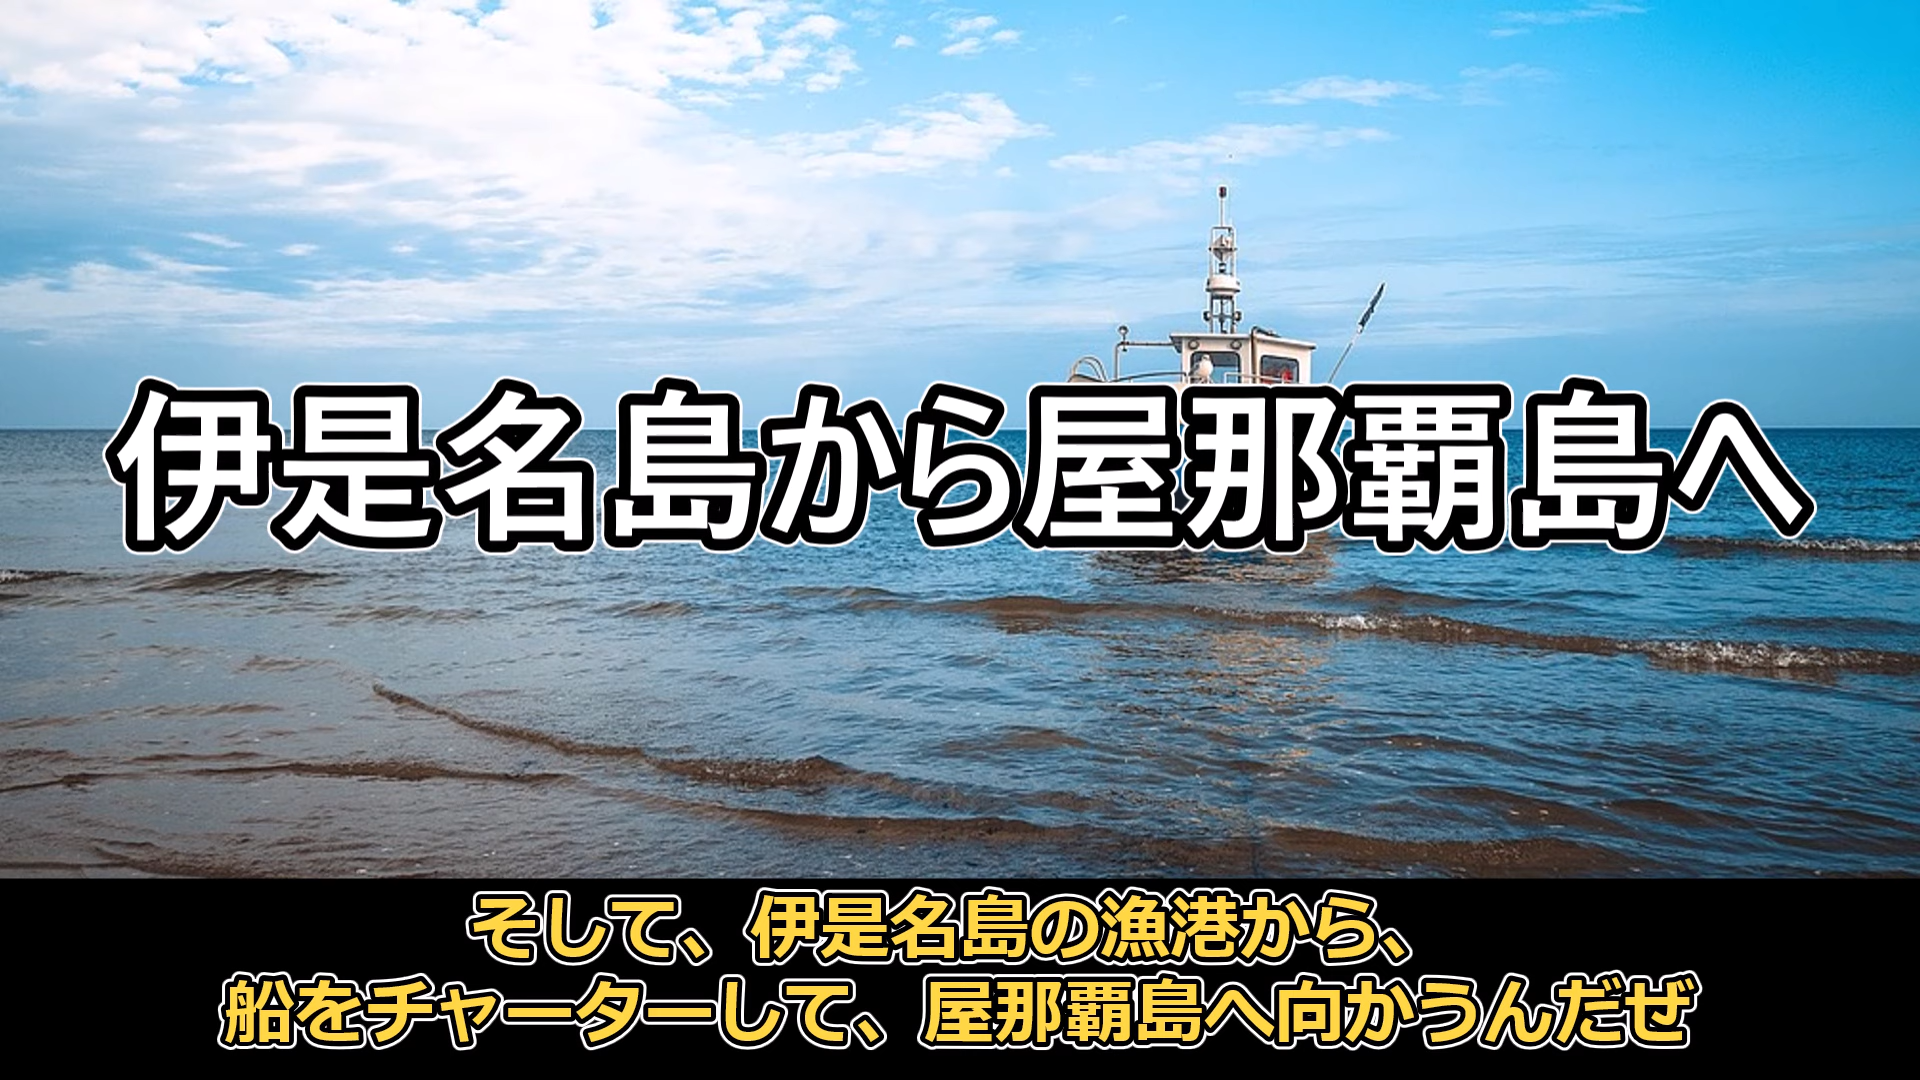 伊是名島から屋那覇島へ
そして、伊是名島の漁港から、
船をチャーターして、屋那覇島へ向かうんだぜ